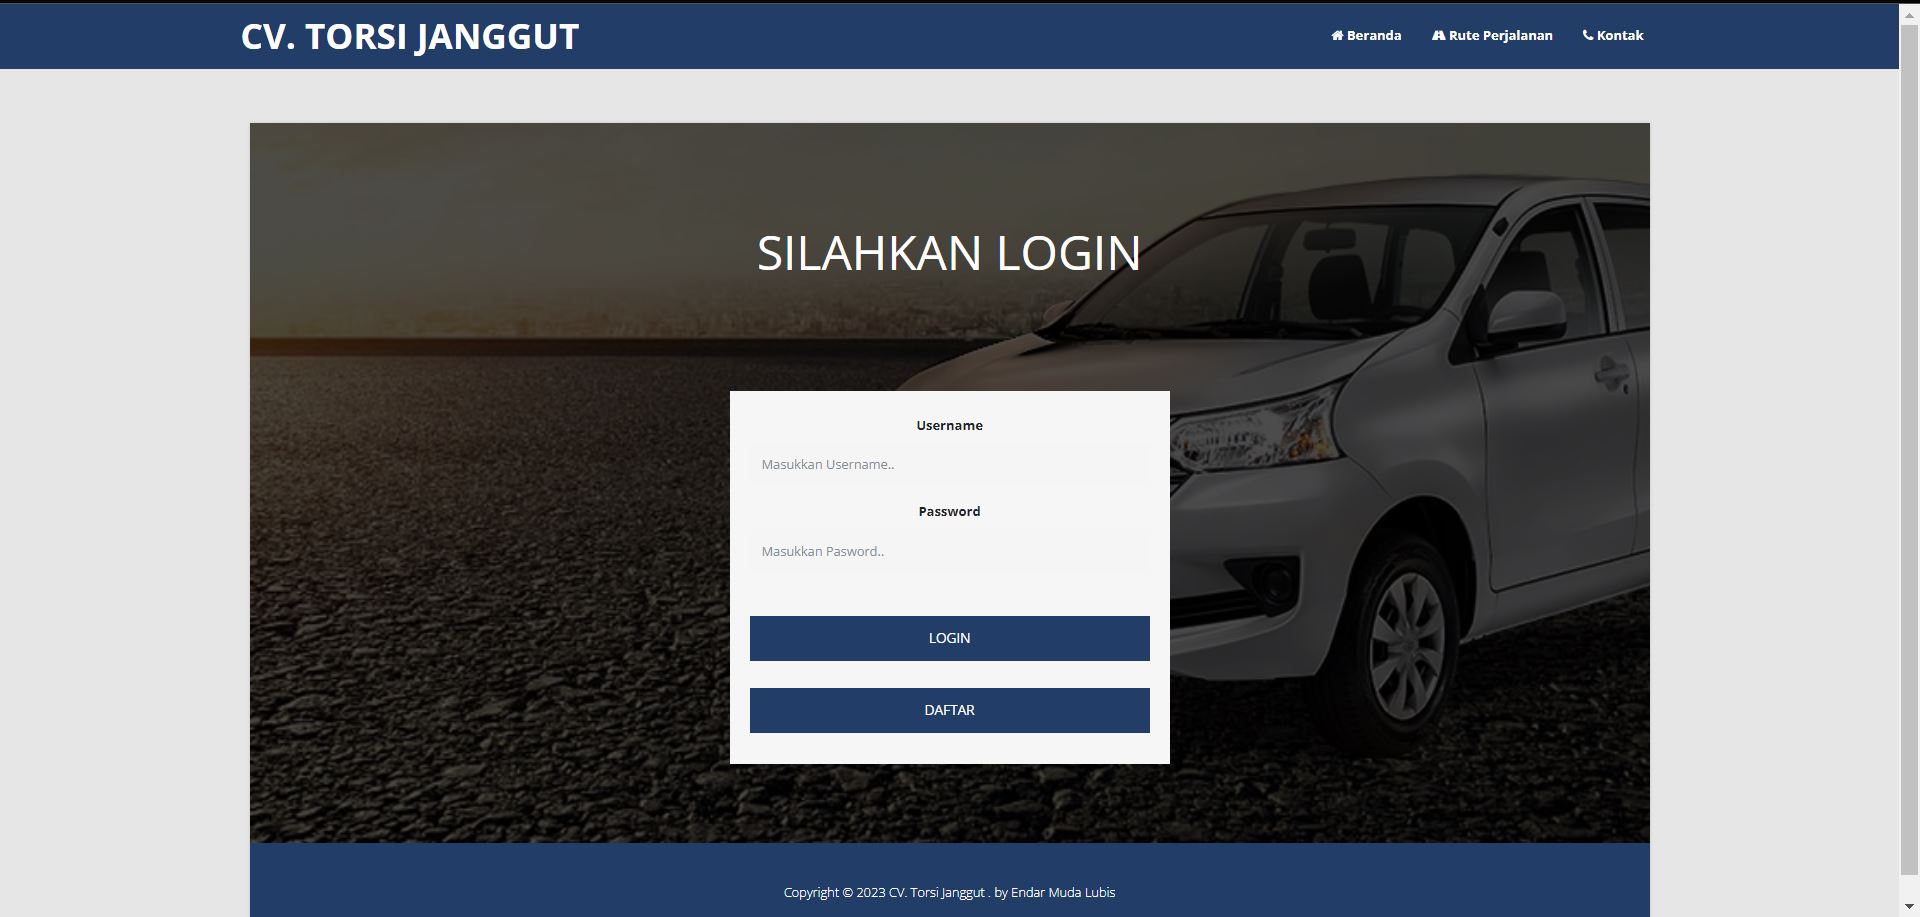 CV. TORSI JANGGUT
Beranda
Rute Perjalanan
Kontak
SILAHKAN LOGIN
Username
Masukkan Username..
Password
Masukkan Pasword..
LOGIN
DAFTAR
Copyright © 2023 CV. Torsi Janggut . by Endar Muda Lubis